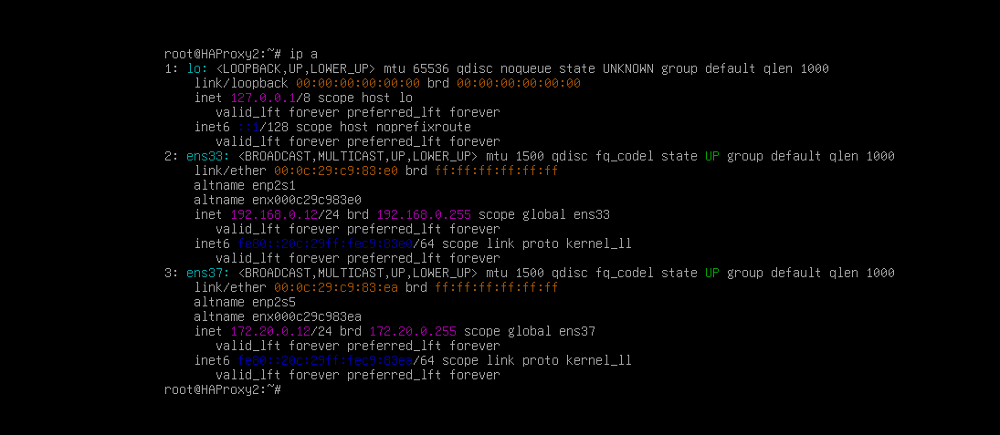 root@HAProxy2:~# ip a
1: lo: <LOOPBACK,UP,LOWER_UP> mtu 65536 qdisc noqueue state UNKNOWN group default qlen 1000
    link/loopback 00:00:00:00:00:00 brd 00:00:00:00:00:00
    inet 127.0.0.1/8 scope host lo
       valid_lft forever preferred_lft forever
    inet6 ::1/128 scope host noprefixroute
       valid_lft forever preferred_lft forever
2: ens33: <BROADCAST,MULTICAST,UP,LOWER_UP> mtu 1500 qdisc fq_codel state UP group default qlen 1000
    link/ether 00:0c:29:c9:83:e0 brd ff:ff:ff:ff:ff:ff
    altname enp2s1
    altname enx000c29c983e0
    inet 192.168.0.12/24 brd 192.168.0.255 scope global ens33
       valid_lft forever preferred_lft forever
    inet6 fe80::20c:29ff:fec9:83e0/64 scope link proto kernel_ll
       valid_lft forever preferred_lft forever
3: ens37: <BROADCAST,MULTICAST,UP,LOWER_UP> mtu 1500 qdisc fq_codel state UP group default qlen 1000
    link/ether 00:0c:29:c9:83:ea brd ff:ff:ff:ff:ff:ff
    altname enp2s5
    altname enx000c29c983ea
    inet 172.20.0.12/24 brd 172.20.0.255 scope global ens37
       valid_lft forever preferred_lft forever
    inet6 fe80::20c:29ff:fec9:83ea/64 scope link proto kernel_ll
       valid_lft forever preferred_lft forever
root@HAProxy2:~#